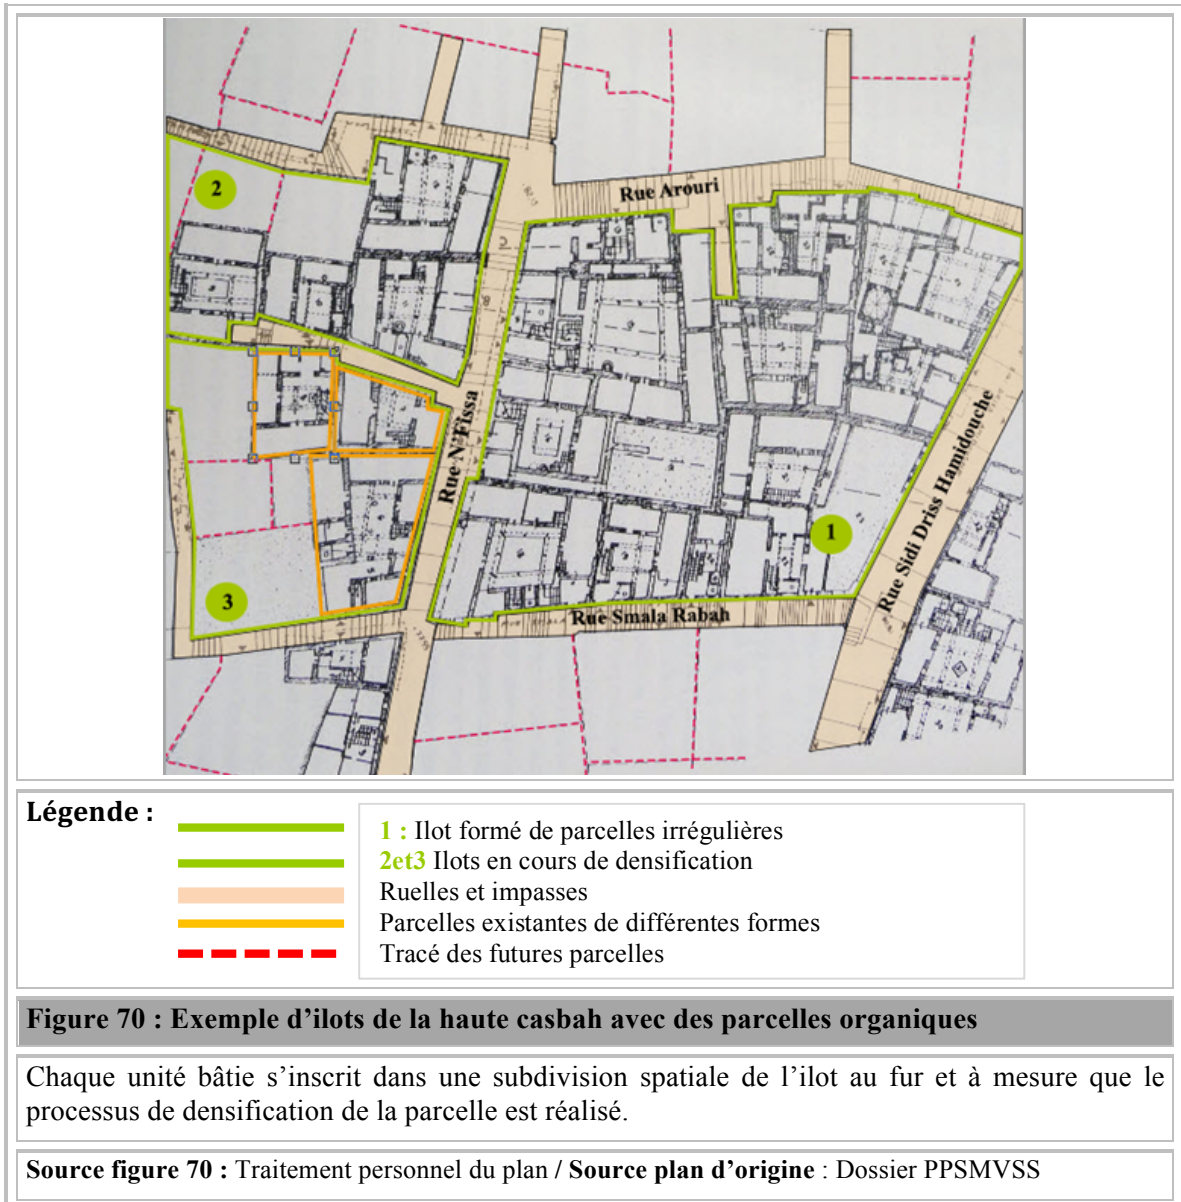 2
Rue Arouri
Rue N'Fissa
Rue Sidi Driss Hamidouche
1
3
Rue Smala Rabah
Légende :
1 : Ilot formé de parcelles irrégulières
2et3 Ilots en cours de densification
Ruelles et impasses
Parcelles existantes de différentes formes
Tracé des futures parcelles
Figure 70 : Exemple d’ilots de la haute casbah avec des parcelles organiques
Chaque unité bâtie s’inscrit dans une subdivision spatiale de l’ilot au fur et à mesure que le
processus de densification de la parcelle est réalisé.
Source figure 70 : Traitement personnel du plan / Source plan d’origine : Dossier PPSMVSS